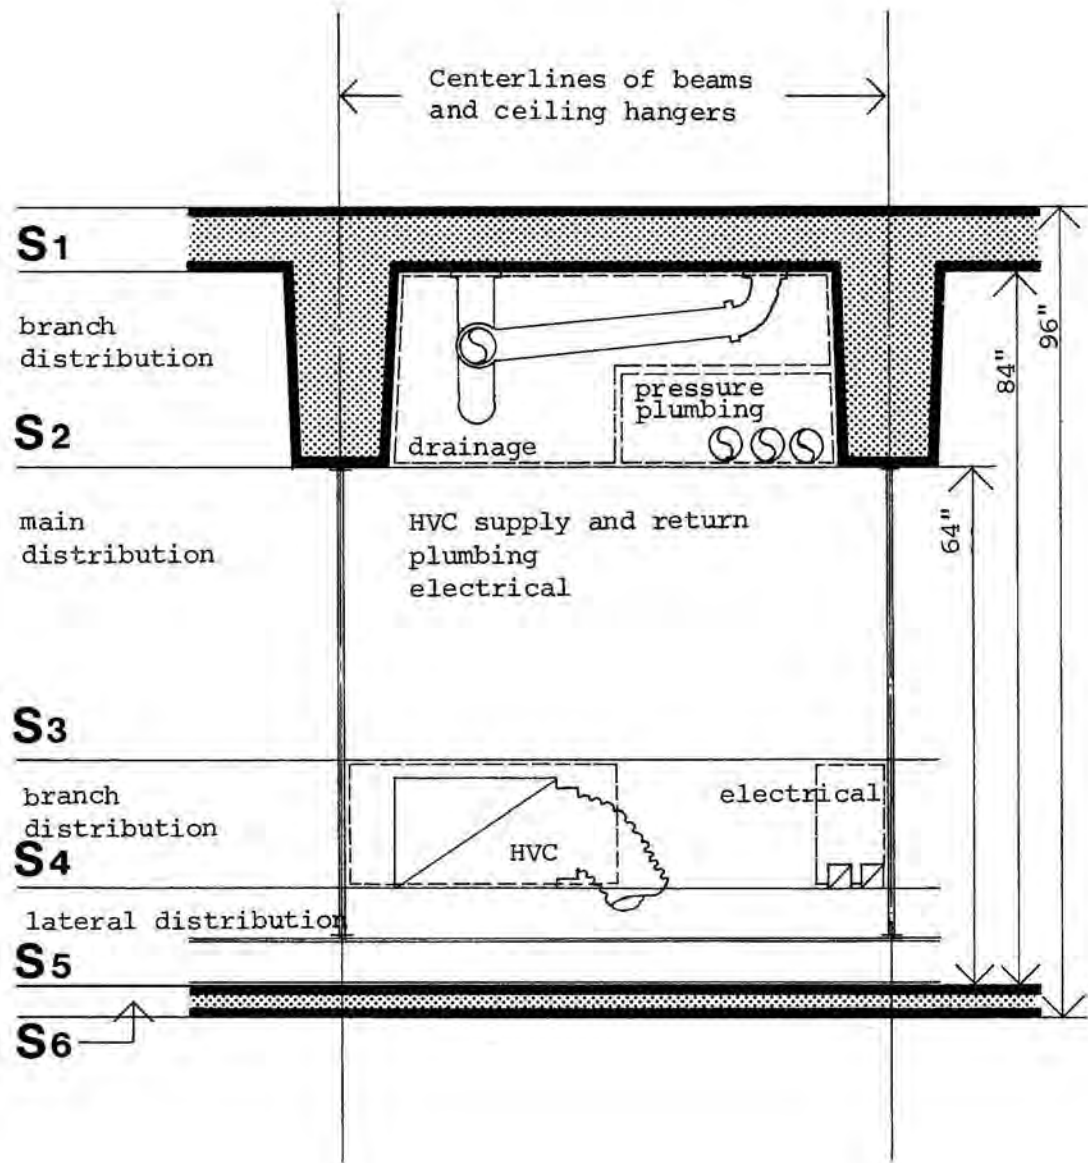 Centerlines of beams
and ceiling hangers
S1
branch
distribution
S2
drainage
pressure
plumbing
96"
84"
64"
main
distribution
HVC supply and return
plumbing
electrical
S3
branch
distribution
S4
HVC
electrical
lateral distribution
S5
S6